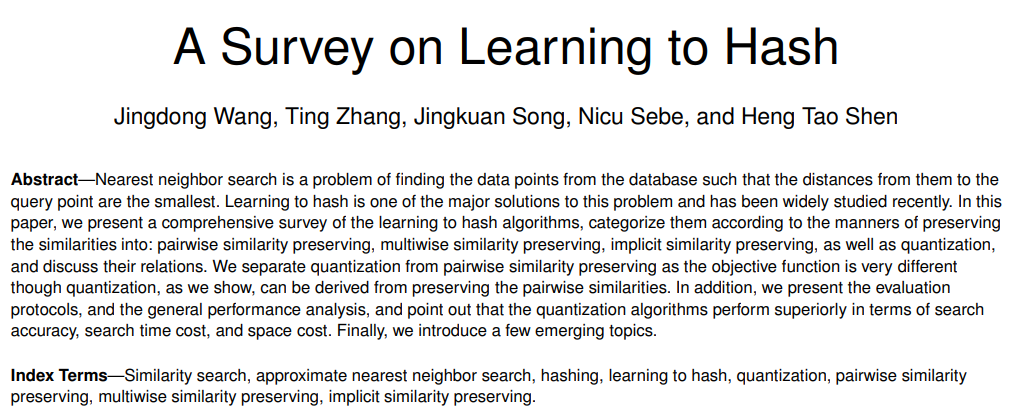 A Survey on Learning to Hash
Jingdong Wang, Ting Zhang, Jingkuan Song, Nicu Sebe, and Heng Tao Shen
Abstract—Nearest neighbor search is a problem of finding the data points from the database such that the distances from them to the
query point are the smallest. Learning to hash is one of the major solutions to this problem and has been widely studied recently. In this
paper, we present a comprehensive survey of the learning to hash algorithms, categorize them according to the manners of preserving
the similarities into: pairwise similarity preserving, multiwise similarity preserving, implicit similarity preserving, as well as quantization,
and discuss their relations. We separate quantization from pairwise similarity preserving as the objective function is very different
though quantization, as we show, can be derived from preserving the pairwise similarities. In addition, we present the evaluation
protocols, and the general performance analysis, and point out that the quantization algorithms perform superiorly in terms of search
accuracy, search time cost, and space cost. Finally, we introduce a few emerging topics.
Index Terms—Similarity search, approximate nearest neighbor search, hashing, learning to hash, quantization, pairwise similarity
preserving, multiwise similarity preserving, implicit similarity preserving.